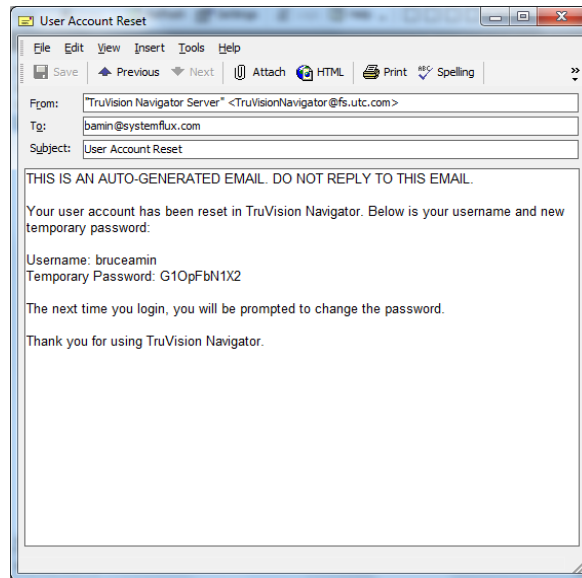 User Account Reset
File Edit View Insert Tools Help
Save Previous Next Attach HTML Print ABC Spelling »
From: "TruVision Navigator Server" <TruVisionNavigator@fs.utc.com>
To: bamin@systemflux.com
Subject: User Account Reset
THIS IS AN AUTO-GENERATED EMAIL. DO NOT REPLY TO THIS EMAIL.
Your user account has been reset in TruVision Navigator. Below is your username and new
temporary password:
Username: bruceamin
Temporary Password: G1OpFbN1X2
The next time you login, you will be prompted to change the password.
Thank you for using TruVision Navigator.